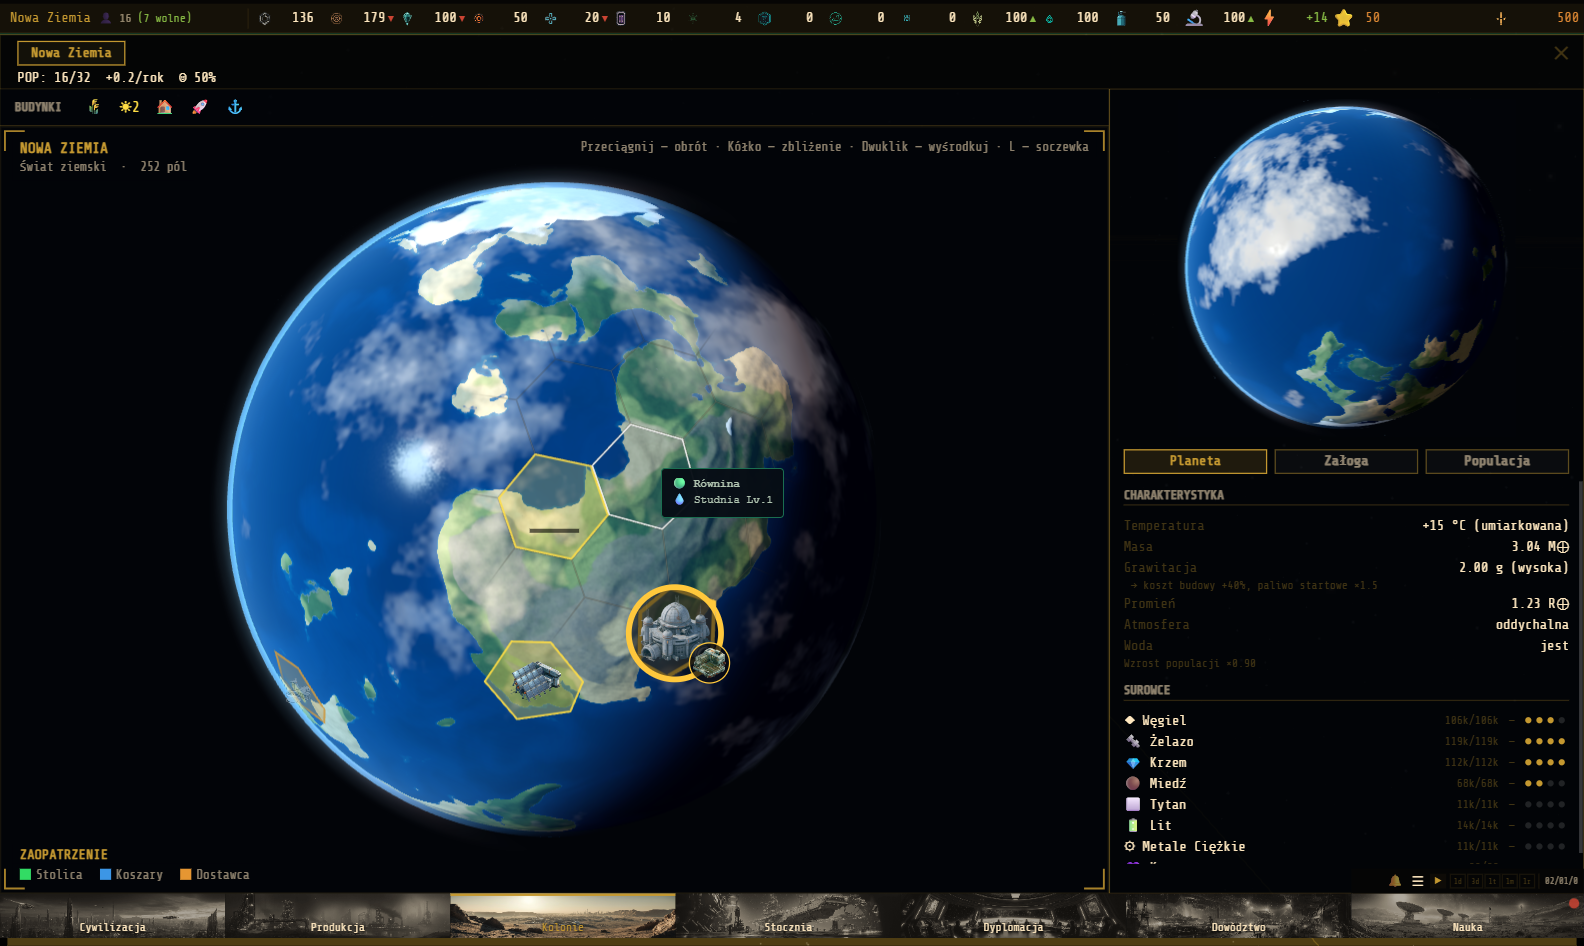 Nowa Ziemia 16 (7 wolne) 136 179▼ 100▼ 50 20▼ 10 4 0 0 0 100▲ 100 50 100▲ +14 50 500
Nowa Ziemia
POP: 16/32 +0.2/rok 50%
BUDYNKI 2
NOWA ZIEMIA
Świat ziemski · 252 pól
Przeciągnij – obrót · Kółko – zbliżenie · Dwuklik – wyśrodkuj · L – soczewka
Równina
Studnia Lv.1
ZAOPATRZENIE
Stolica Koszary Dostawca
Planeta Załoga Populacja
CHARAKTERYSTYKA
Temperatura +15 °C (umiarkowana)
Masa 3.04 M⊕
Grawitacja 2.00 g (wysoka)
→ koszt budowy +40%, paliwo startowe ×1.5
Promień 1.23 R⊕
Atmosfera oddychalna
Woda jest
Wzrost populacji ×0.90
SUROWCE
Węgiel 106k/106k –
Żelazo 119k/119k –
Krzem 112k/112k –
Miedź 68k/68k –
Tytan 11k/11k –
Lit 14k/14k –
Metale Ciężkie 11k/11k –
Cywilizacja Produkcja Kolonie Stocznia Dyplomacja Dowództwo Nauka